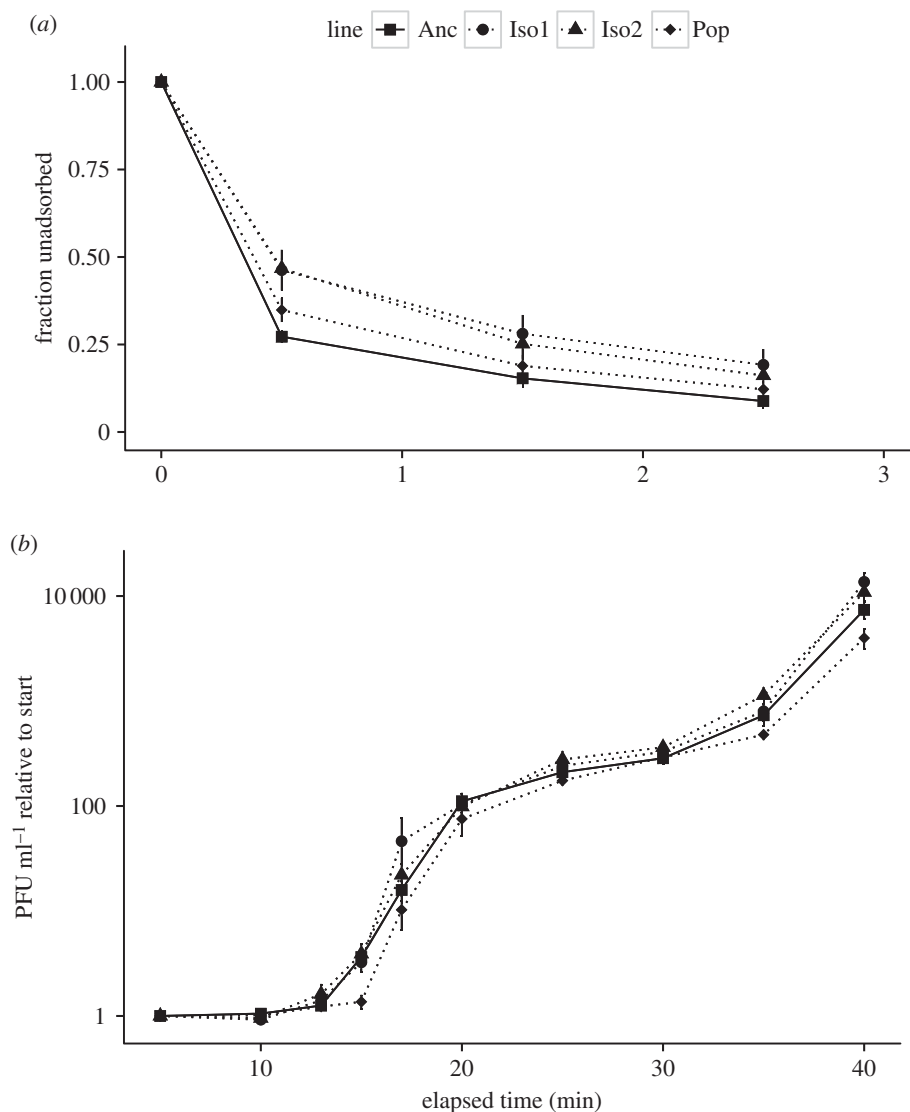 (a)
line Anc Iso1 Iso2 Pop
fraction unadsorbed
1.00
0.75
0.50
0.25
0
0 1 2 3
(b)
PFU ml⁻¹ relative to start
10 000
100
1
10 20 30 40
elapsed time (min)